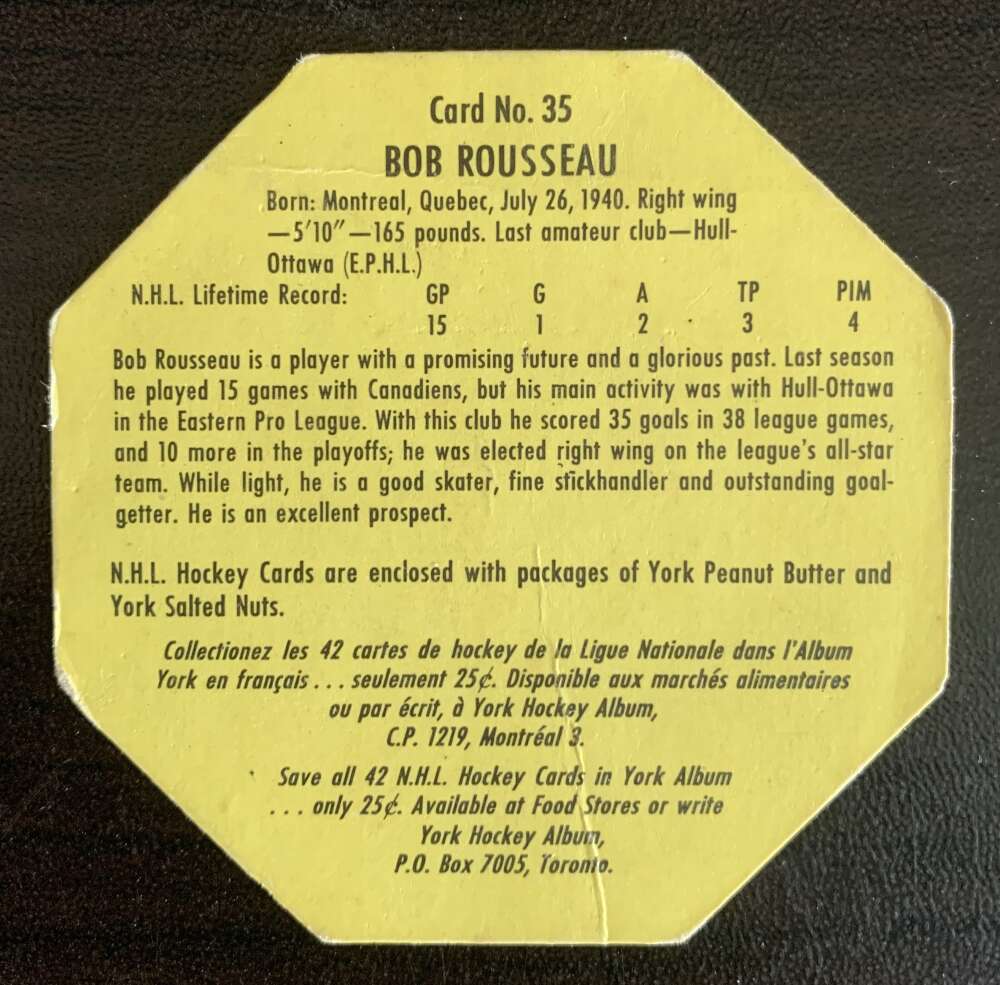 Card No. 35
BOB ROUSSEAU
Born: Montreal, Quebec, July 26, 1940. Right wing
—5'10"—165 pounds. Last amateur club—Hull-
Ottawa (E.P.H.L.)
N.H.L. Lifetime Record: GP G A TP PIM
15 1 2 3 4
Bob Rousseau is a player with a promising future and a glorious past. Last season
he played 15 games with Canadiens, but his main activity was with Hull-Ottawa
in the Eastern Pro League. With this club he scored 35 goals in 38 league games,
and 10 more in the playoffs; he was elected right wing on the league's all-star
team. While light, he is a good skater, fine stickhandler and outstanding goal-
getter. He is an excellent prospect.
N.H.L. Hockey Cards are enclosed with packages of York Peanut Butter and
York Salted Nuts.
Collectionez les 42 cartes de hockey de la Ligue Nationale dans l'Album
York en français . . . seulement 25¢. Disponible aux marchés alimentaires
ou par écrit, à York Hockey Album,
C.P. 1219, Montréal 3.
Save all 42 N.H.L. Hockey Cards in York Album
. . . only 25¢. Available at Food Stores or write
York Hockey Album,
P.O. Box 7005, Toronto.